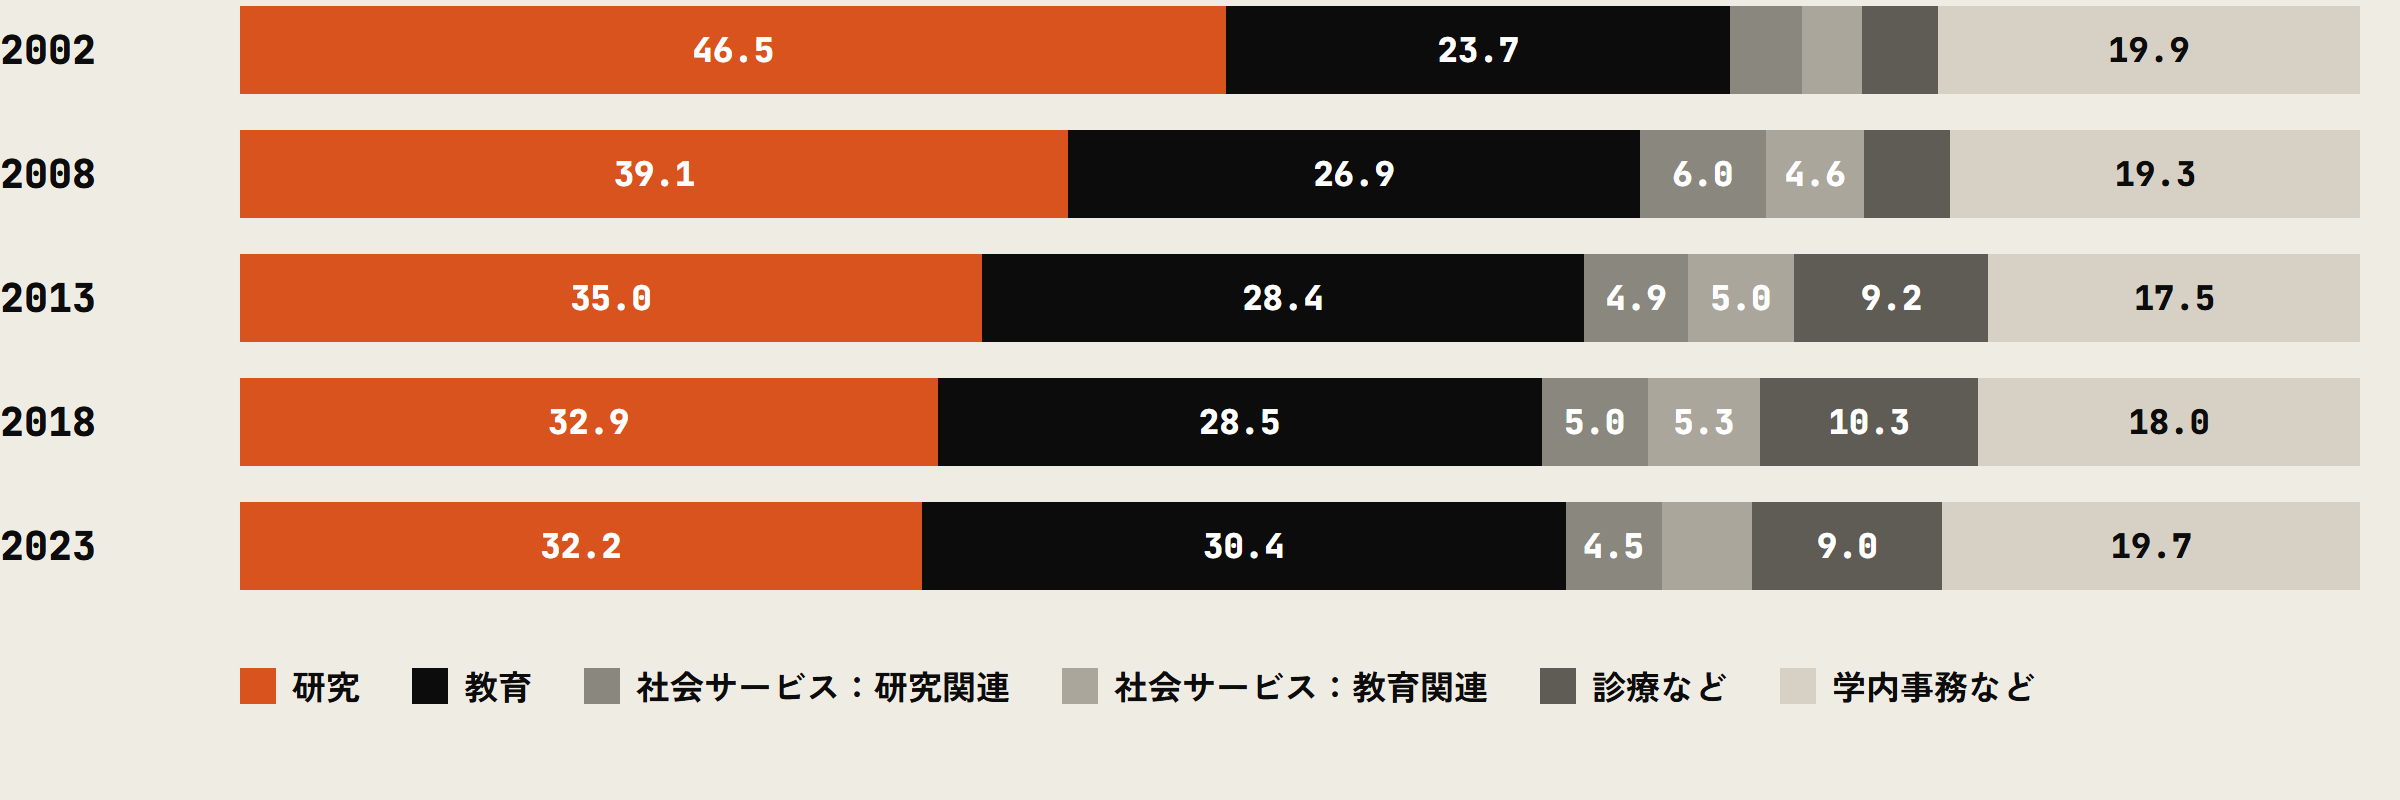 2002 46.5 23.7 19.9
2008 39.1 26.9 6.0 4.6 19.3
2013 35.0 28.4 4.9 5.0 9.2 17.5
2018 32.9 28.5 5.0 5.3 10.3 18.0
2023 32.2 30.4 4.5 9.0 19.7
研究 教育 社会サービス：研究関連 社会サービス：教育関連 診療など 学内事務など